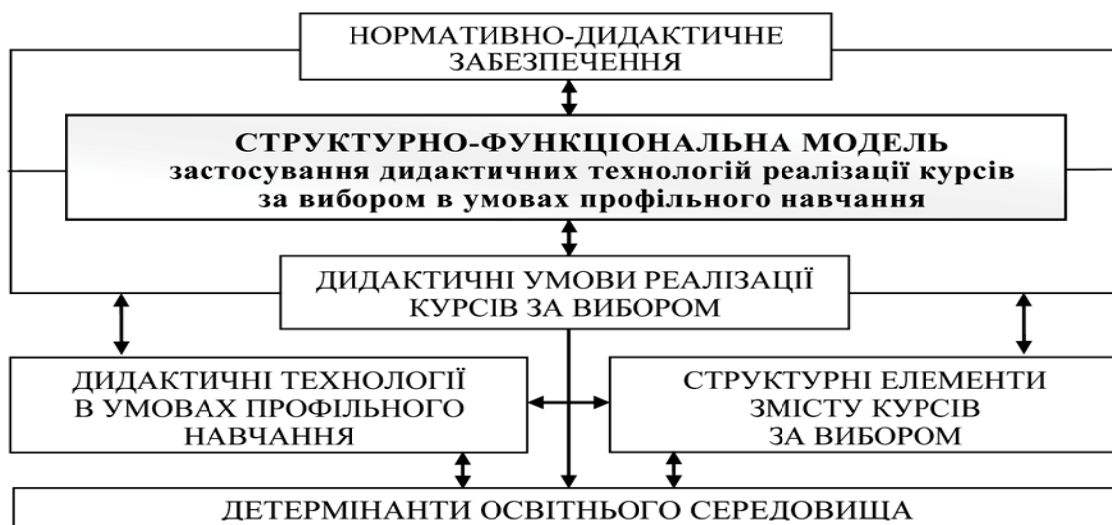 НОРМАТИВНО-ДИДАКТИЧНЕ
ЗАБЕЗПЕЧЕННЯ
СТРУКТУРНО-ФУНКЦІОНАЛЬНА МОДЕЛЬ
застосування дидактичних технологій реалізації курсів
за вибором в умовах профільного навчання
ДИДАКТИЧНІ УМОВИ РЕАЛІЗАЦІЇ
КУРСІВ ЗА ВИБОРОМ
ДИДАКТИЧНІ ТЕХНОЛОГІЇ
В УМОВАХ ПРОФІЛЬНОГО
НАВЧАННЯ
СТРУКТУРНІ ЕЛЕМЕНТИ
ЗМІСТУ КУРСІВ
ЗА ВИБОРОМ
ДЕТЕРМІНАНТИ ОСВІТНЬОГО СЕРЕДОВИЩА